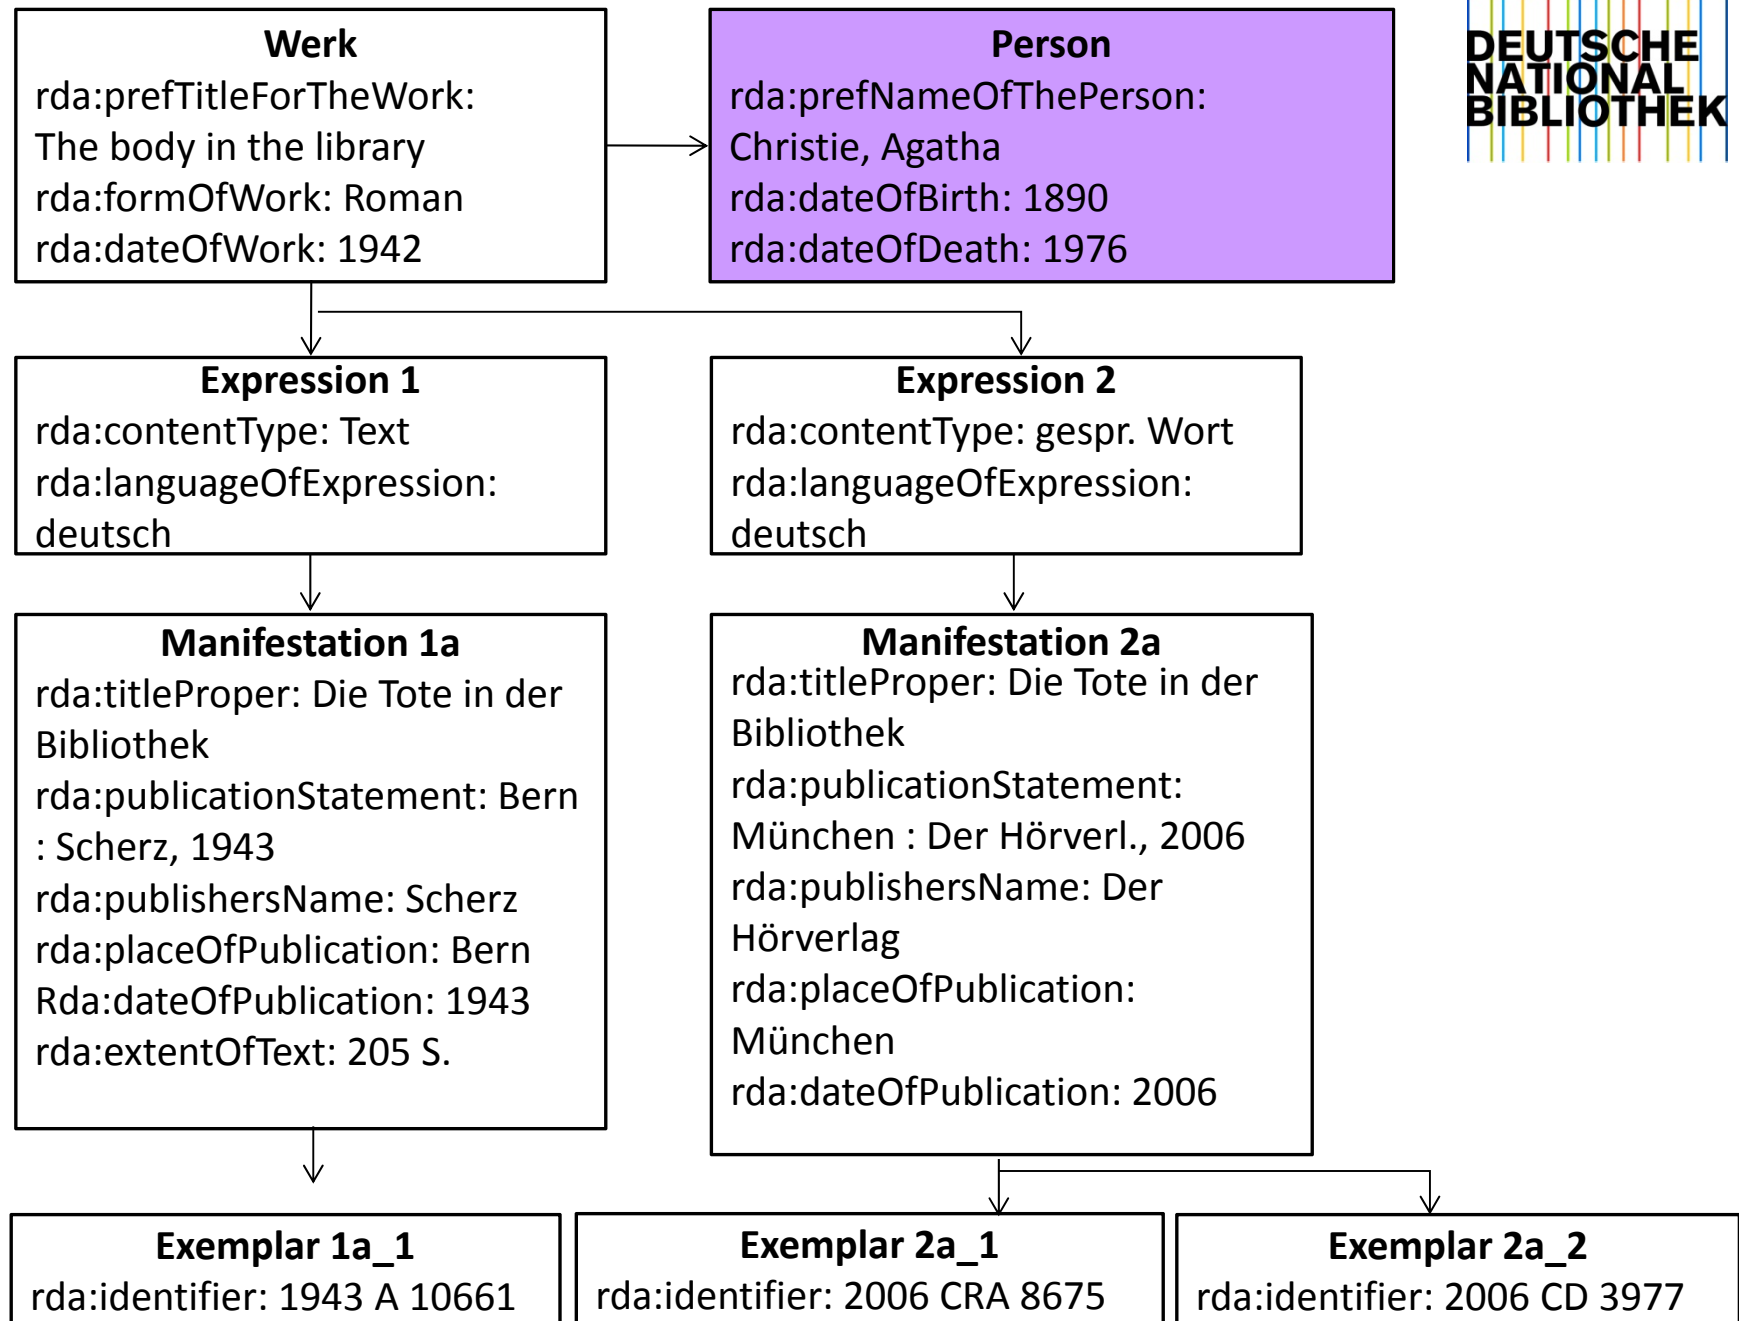 Werk
rda:prefTitleForTheWork:
The body in the library
rda:formOfWork: Roman
rda:dateOfWork: 1942
Person
rda:prefNameOfThePerson:
Christie, Agatha
rda:dateOfBirth: 1890
rda:dateOfDeath: 1976
DEUTSCHE
NATIONAL
BIBLIOTHEK
Expression 1
rda:contentType: Text
rda:languageOfExpression:
deutsch
Expression 2
rda:contentType: gespr. Wort
rda:languageOfExpression:
deutsch
Manifestation 1a
rda:titleProper: Die Tote in der
Bibliothek
rda:publicationStatement: Bern
: Scherz, 1943
rda:publishersName: Scherz
rda:placeOfPublication: Bern
Rda:dateOfPublication: 1943
rda:extentOfText: 205 S.
Manifestation 2a
rda:titleProper: Die Tote in der
Bibliothek
rda:publicationStatement:
München : Der Hörverl., 2006
rda:publishersName: Der
Hörverlag
rda:placeOfPublication:
München
rda:dateOfPublication: 2006
Exemplar 1a_1
rda:identifier: 1943 A 10661
Exemplar 2a_1
rda:identifier: 2006 CRA 8675
Exemplar 2a_2
rda:identifier: 2006 CD 3977